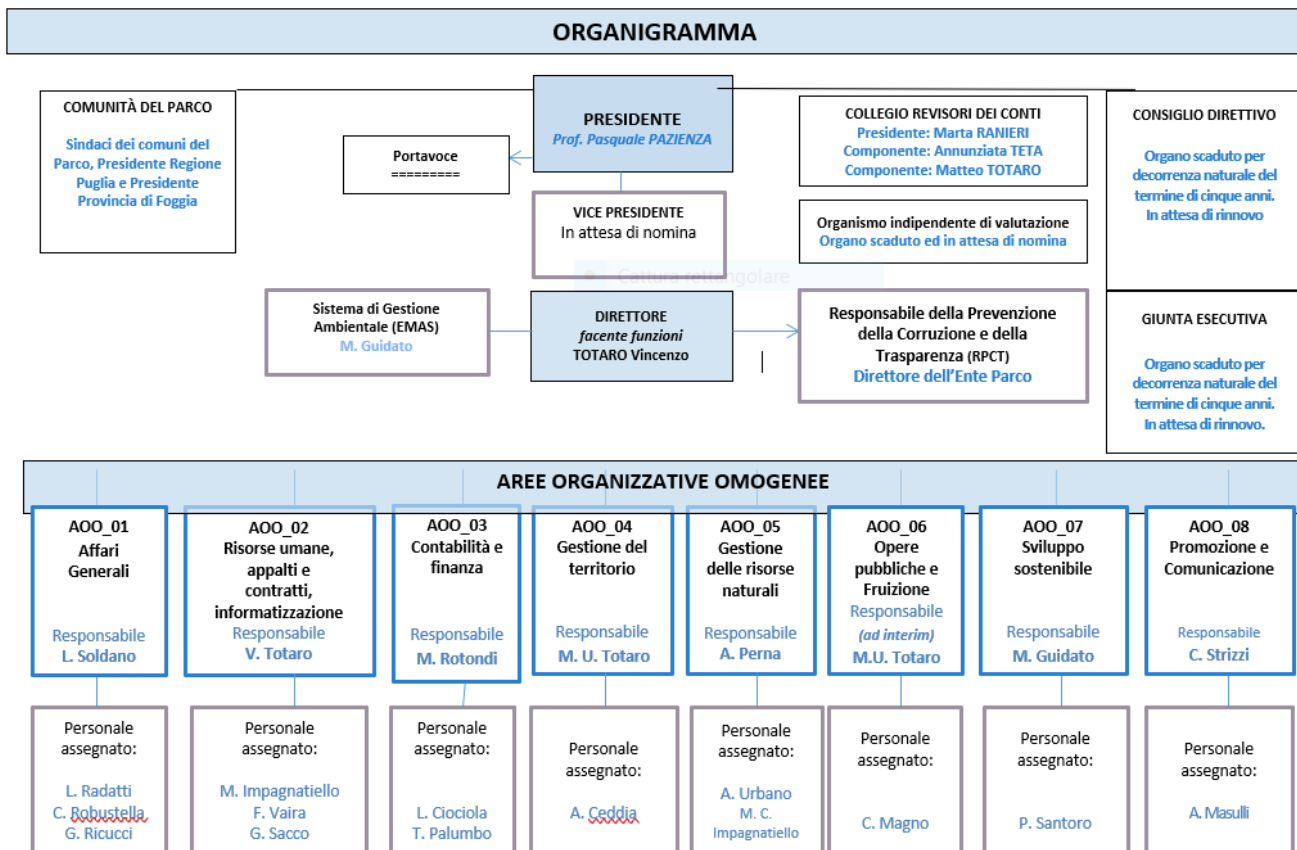 ORGANIGRAMMA
COMUNITÀ DEL PARCO
Sindaci dei comuni del
Parco, Presidente Regione
Puglia e Presidente
Provincia di Foggia
Portavoce
=========
PRESIDENTE
Prof. Pasquale PAZIENZA
VICE PRESIDENTE
In attesa di nomina
COLLEGIO REVISORI DEI CONTI
Presidente: Marta RANIERI
Componente: Annunziata TETA
Componente: Matteo TOTARO
Organismo indipendente di valutazione
Organo scaduto ed in attesa di nomina
CONSIGLIO DIRETTIVO
Organo scaduto per
decorrenza naturale del
termine di cinque anni.
In attesa di rinnovo
Cattura rettangolare
Sistema di Gestione
Ambientale (EMAS)
M. Guidato
DIRETTORE
facente funzioni
TOTARO Vincenzo
Responsabile della Prevenzione
della Corruzione e della
Trasparenza (RPCT)
Direttore dell’Ente Parco
GIUNTA ESECUTIVA
Organo scaduto per
decorrenza naturale del
termine di cinque anni.
In attesa di rinnovo.
AREE ORGANIZZATIVE OMOGENEE
AOO_01
Affari
Generali
Responsabile
L. Soldano
AOO_02
Risorse umane,
appalti e
contratti,
informatizzazione
Responsabile
V. Totaro
AOO_03
Contabilità e
finanza
Responsabile
M. Rotondi
AOO_04
Gestione del
territorio
Responsabile
M. U. Totaro
AOO_05
Gestione
delle risorse
naturali
Responsabile
A. Perna
AOO_06
Opere
pubbliche e
Fruizione
Responsabile
(ad interim)
M.U. Totaro
AOO_07
Sviluppo
sostenibile
Responsabile
M. Guidato
AOO_08
Promozione e
Comunicazione
Responsabile
C. Strizzi
Personale
assegnato:
L. Radatti
C. Robustella
G. Ricucci
Personale
assegnato:
M. Impagnatiello
F. Vaira
G. Sacco
Personale
assegnato:
L. Ciociola
T. Palumbo
Personale
assegnato:
A. Ceddia
Personale
assegnato:
A. Urbano
M. C.
Impagnatiello
Personale
assegnato:
C. Magno
Personale
assegnato:
P. Santoro
Personale
assegnato:
A. Masulli